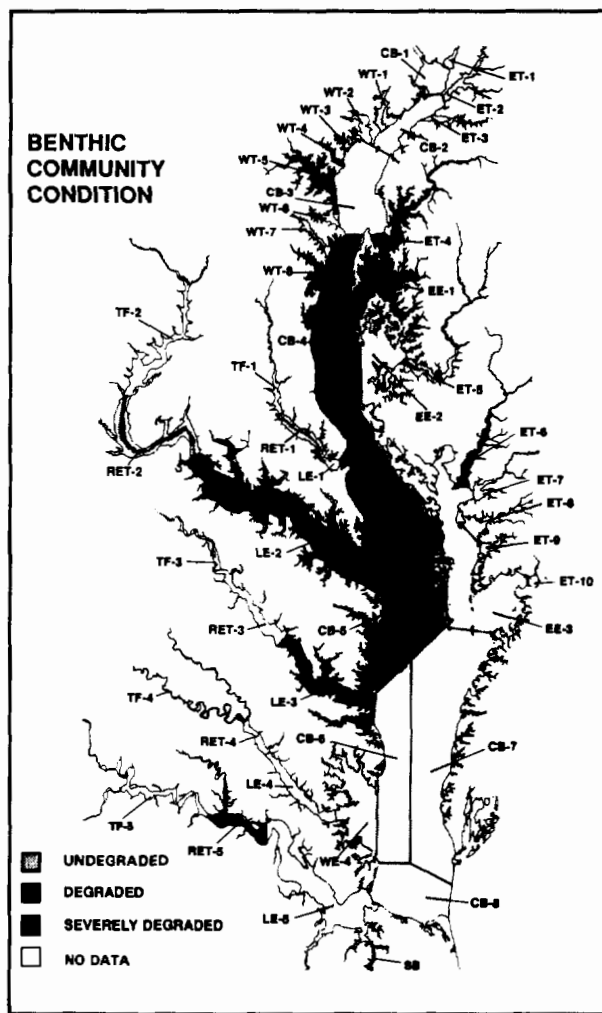 BENTHIC
COMMUNITY
CONDITION
CB-1
ET-1
WT-1
WT-2
ET-2
WT-3
ET-3
WT-4
CB-2
WT-5
CB-3
WT-6
WT-7
ET-4
WT-8
EE-1
TF-2
CB-4
TF-1
ET-5
EE-2
RET-1
ET-6
RET-2
LE-1
ET-7
ET-8
LE-2
ET-9
TF-3
ET-10
RET-3
CB-5
EE-3
TF-4
LE-3
RET-4
CB-6
CB-7
LE-4
TF-5
RET-5
WE-4
UNDEGRADED
DEGRADED
CB-8
LE-5
SEVERELY DEGRADED
NO DATA
SB